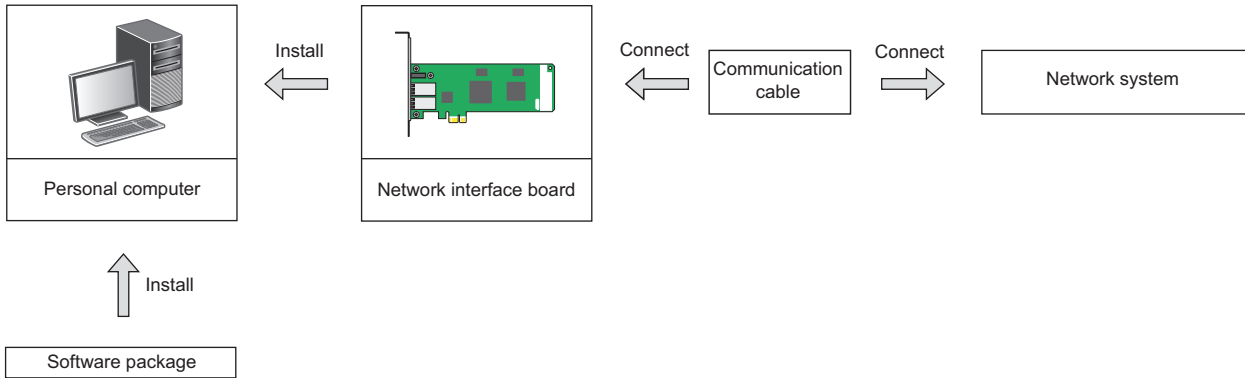 Install
Connect
Communication
cable
Connect
Network system
Personal computer
Network interface board
Install
Software package